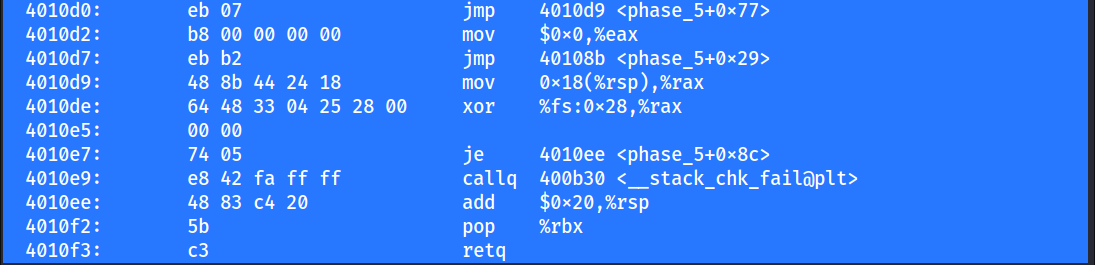 4010d0: eb 07 jmp 4010d9 <phase_5+0×77>
4010d2: b8 00 00 00 00 mov $0×0,%eax
4010d7: eb b2 jmp 40108b <phase_5+0×29>
4010d9: 48 8b 44 24 18 mov 0×18(%rsp),%rax
4010de: 64 48 33 04 25 28 00 xor %fs:0×28,%rax
4010e5: 00 00
4010e7: 74 05 je 4010ee <phase_5+0×8c>
4010e9: e8 42 fa ff ff callq 400b30 <__stack_chk_fail@plt>
4010ee: 48 83 c4 20 add $0×20,%rsp
4010f2: 5b pop %rbx
4010f3: c3 retq